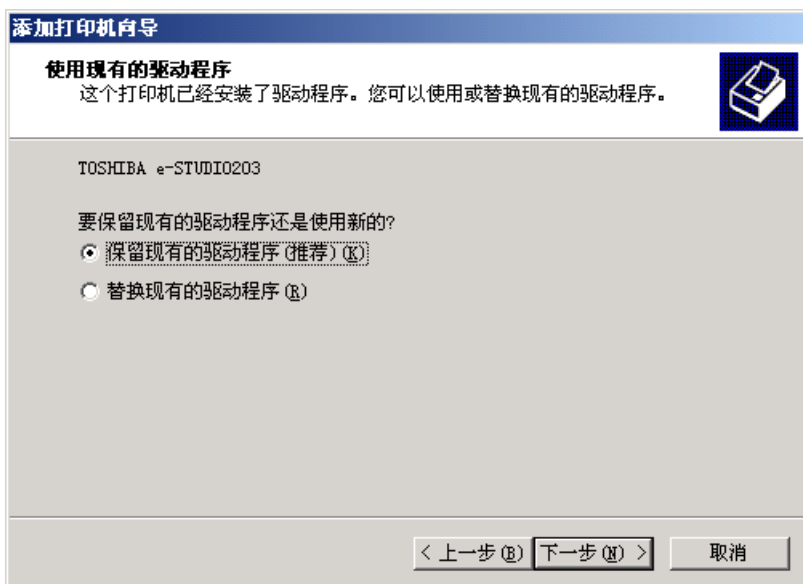 添加打印机向导
使用现有的驱动程序
这个打印机已经安装了驱动程序。您可以使用或替换现有的驱动程序。
TOSHIBA e-STUDIO203
要保留现有的驱动程序还是使用新的?
保留现有的驱动程序(推荐)(K)
替换现有的驱动程序(R)
< 上一步(B) 下一步(N) > 取消